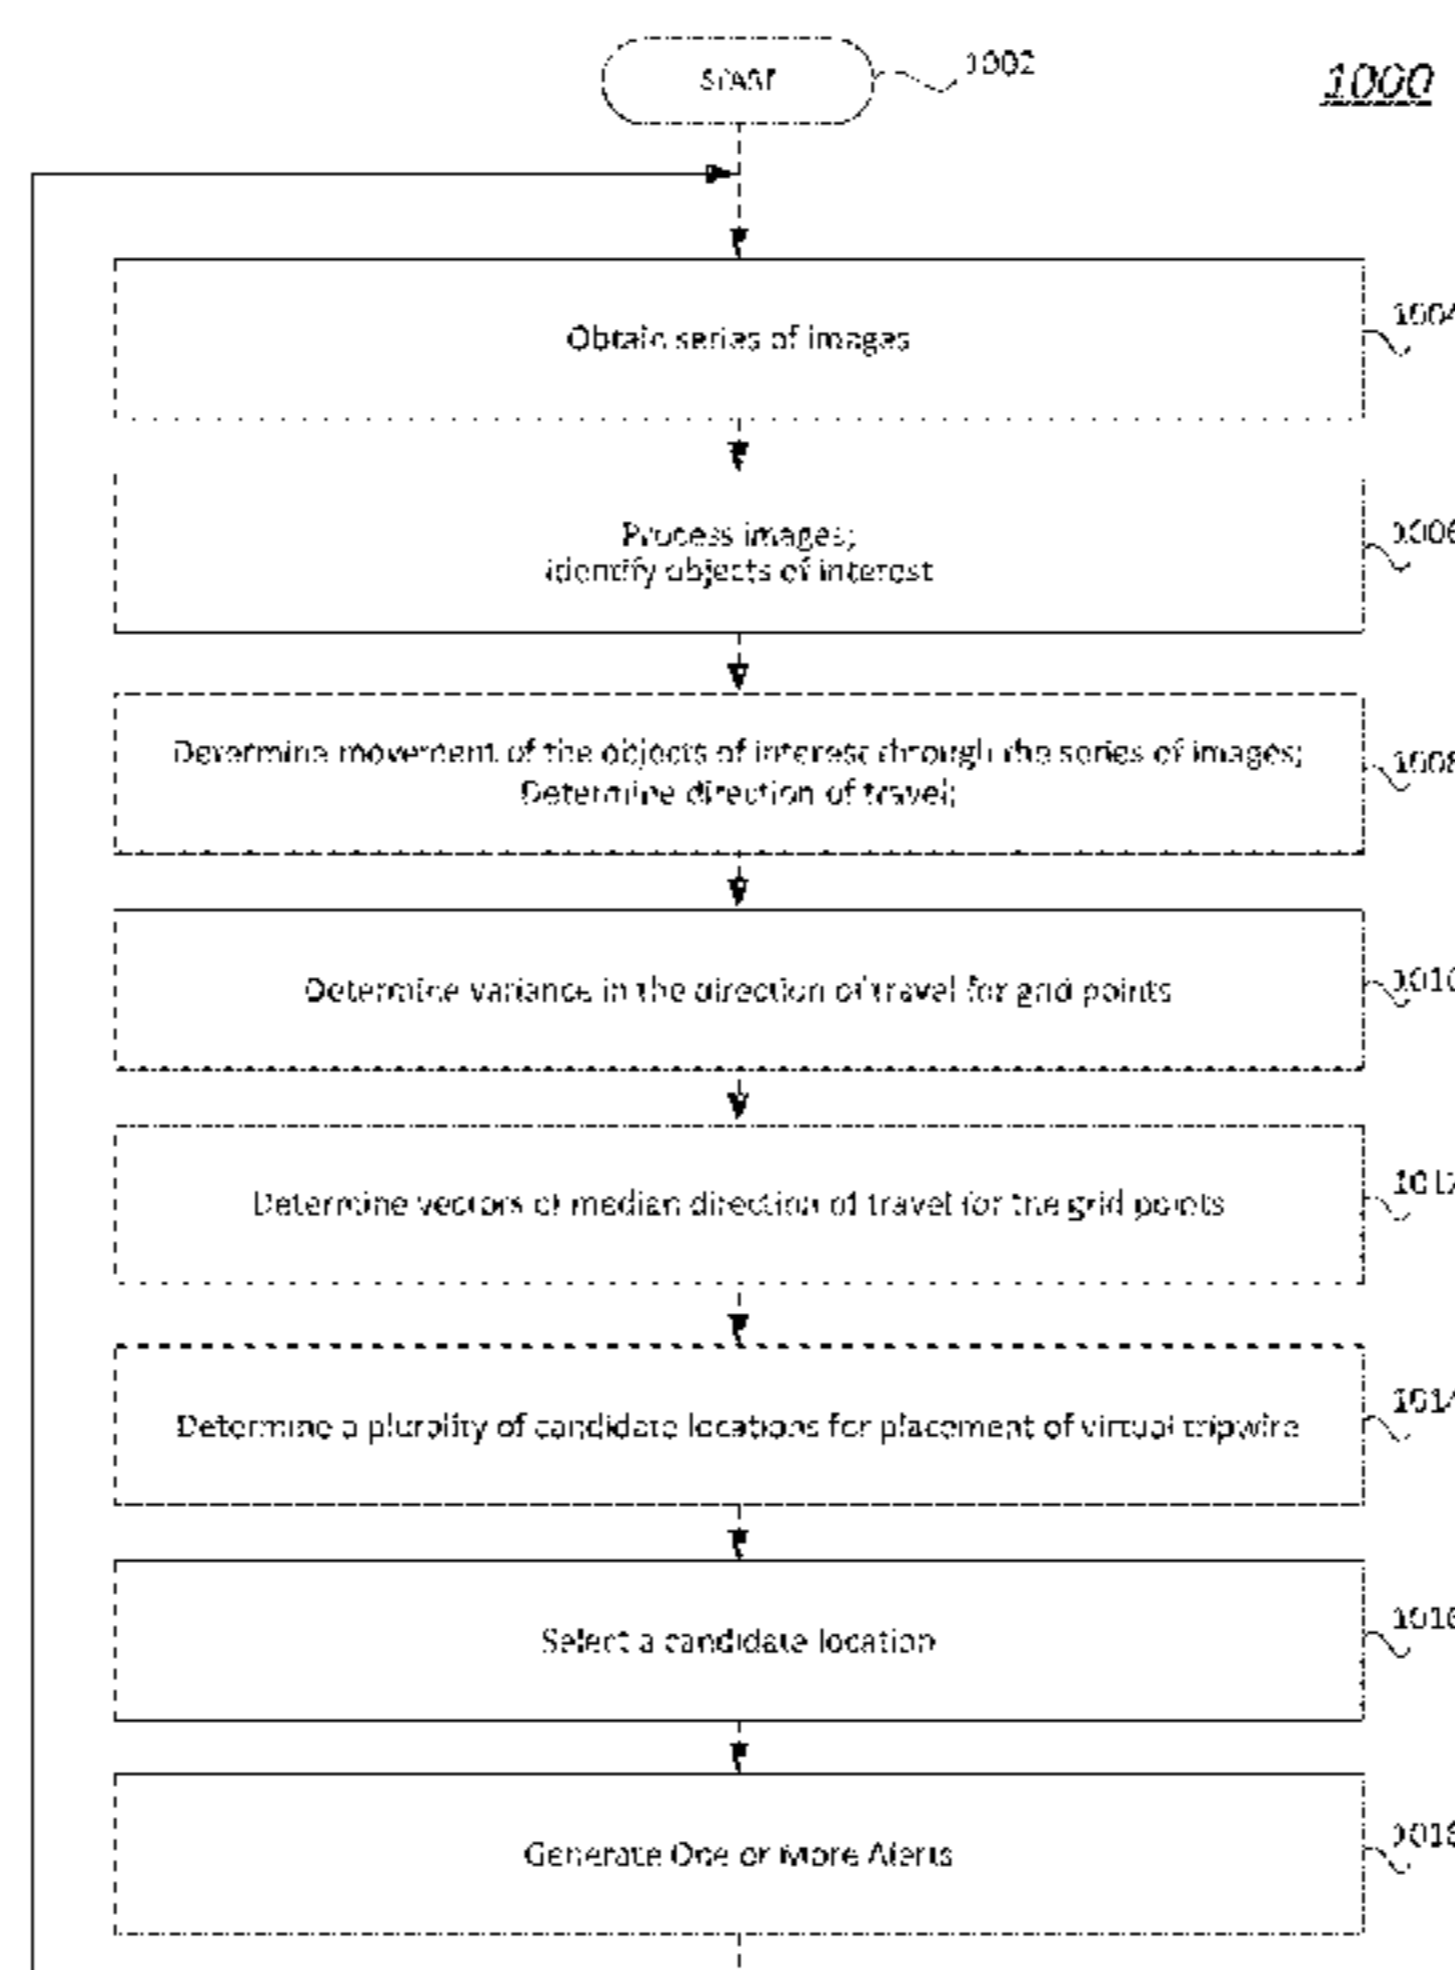 START
1002
1000
Obtain series of images
1004
Process images;
identify objects of interest
1006
Determine movement of the objects of interest through the series of images;
Determine direction of travel;
1008
Determine variance in the direction of travel for grid points
1010
Determine vectors of median direction of travel for the grid points
1012
Determine a plurality of candidate locations for placement of virtual tripwire
1014
Select a candidate location
Generate One or More Alerts